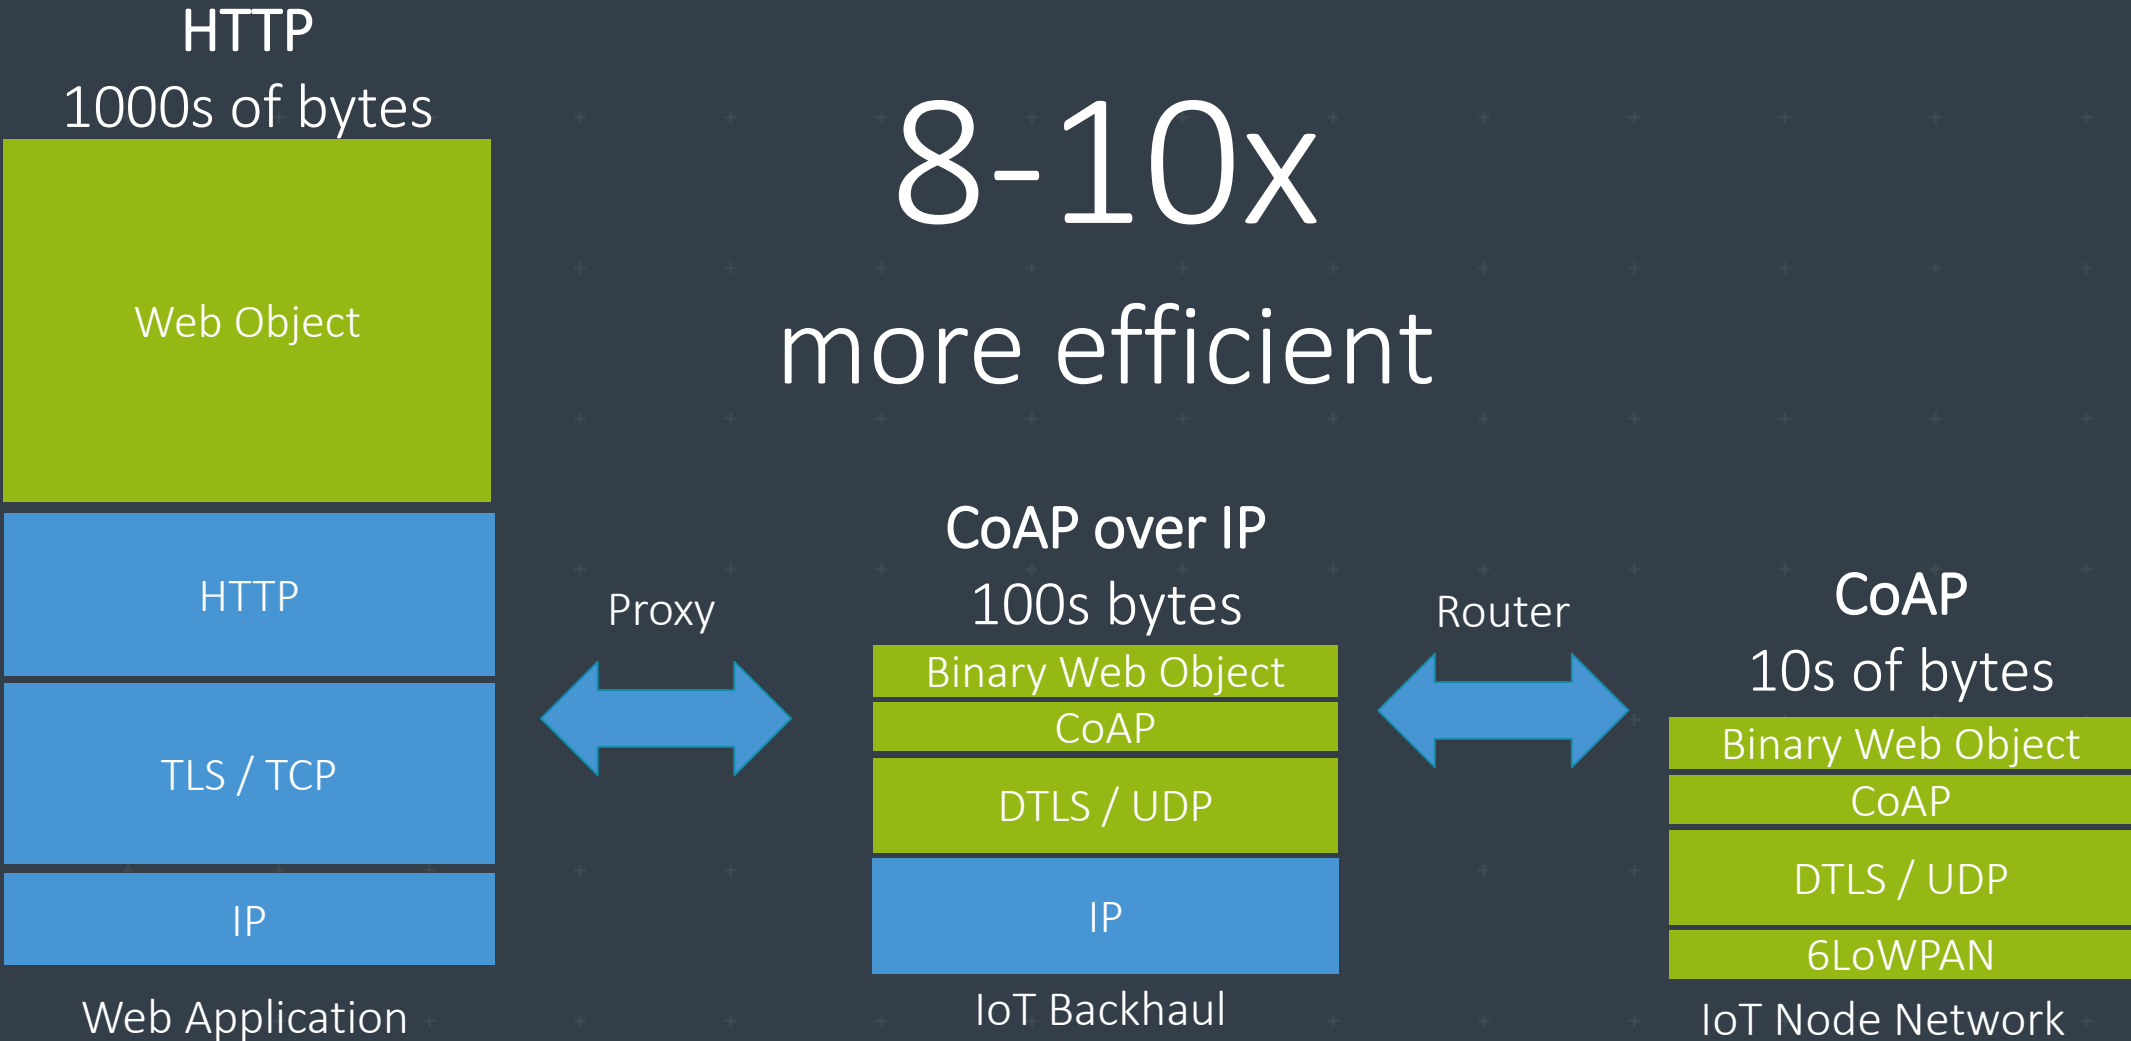 HTTP
1000s of bytes
Web Object
HTTP
TLS / TCP
IP
Web Application
8-10x
more efficient
Proxy
CoAP over IP
100s bytes
Binary Web Object
CoAP
DTLS / UDP
IP
IoT Backhaul
Router
CoAP
10s of bytes
Binary Web Object
CoAP
DTLS / UDP
6LoWPAN
IoT Node Network